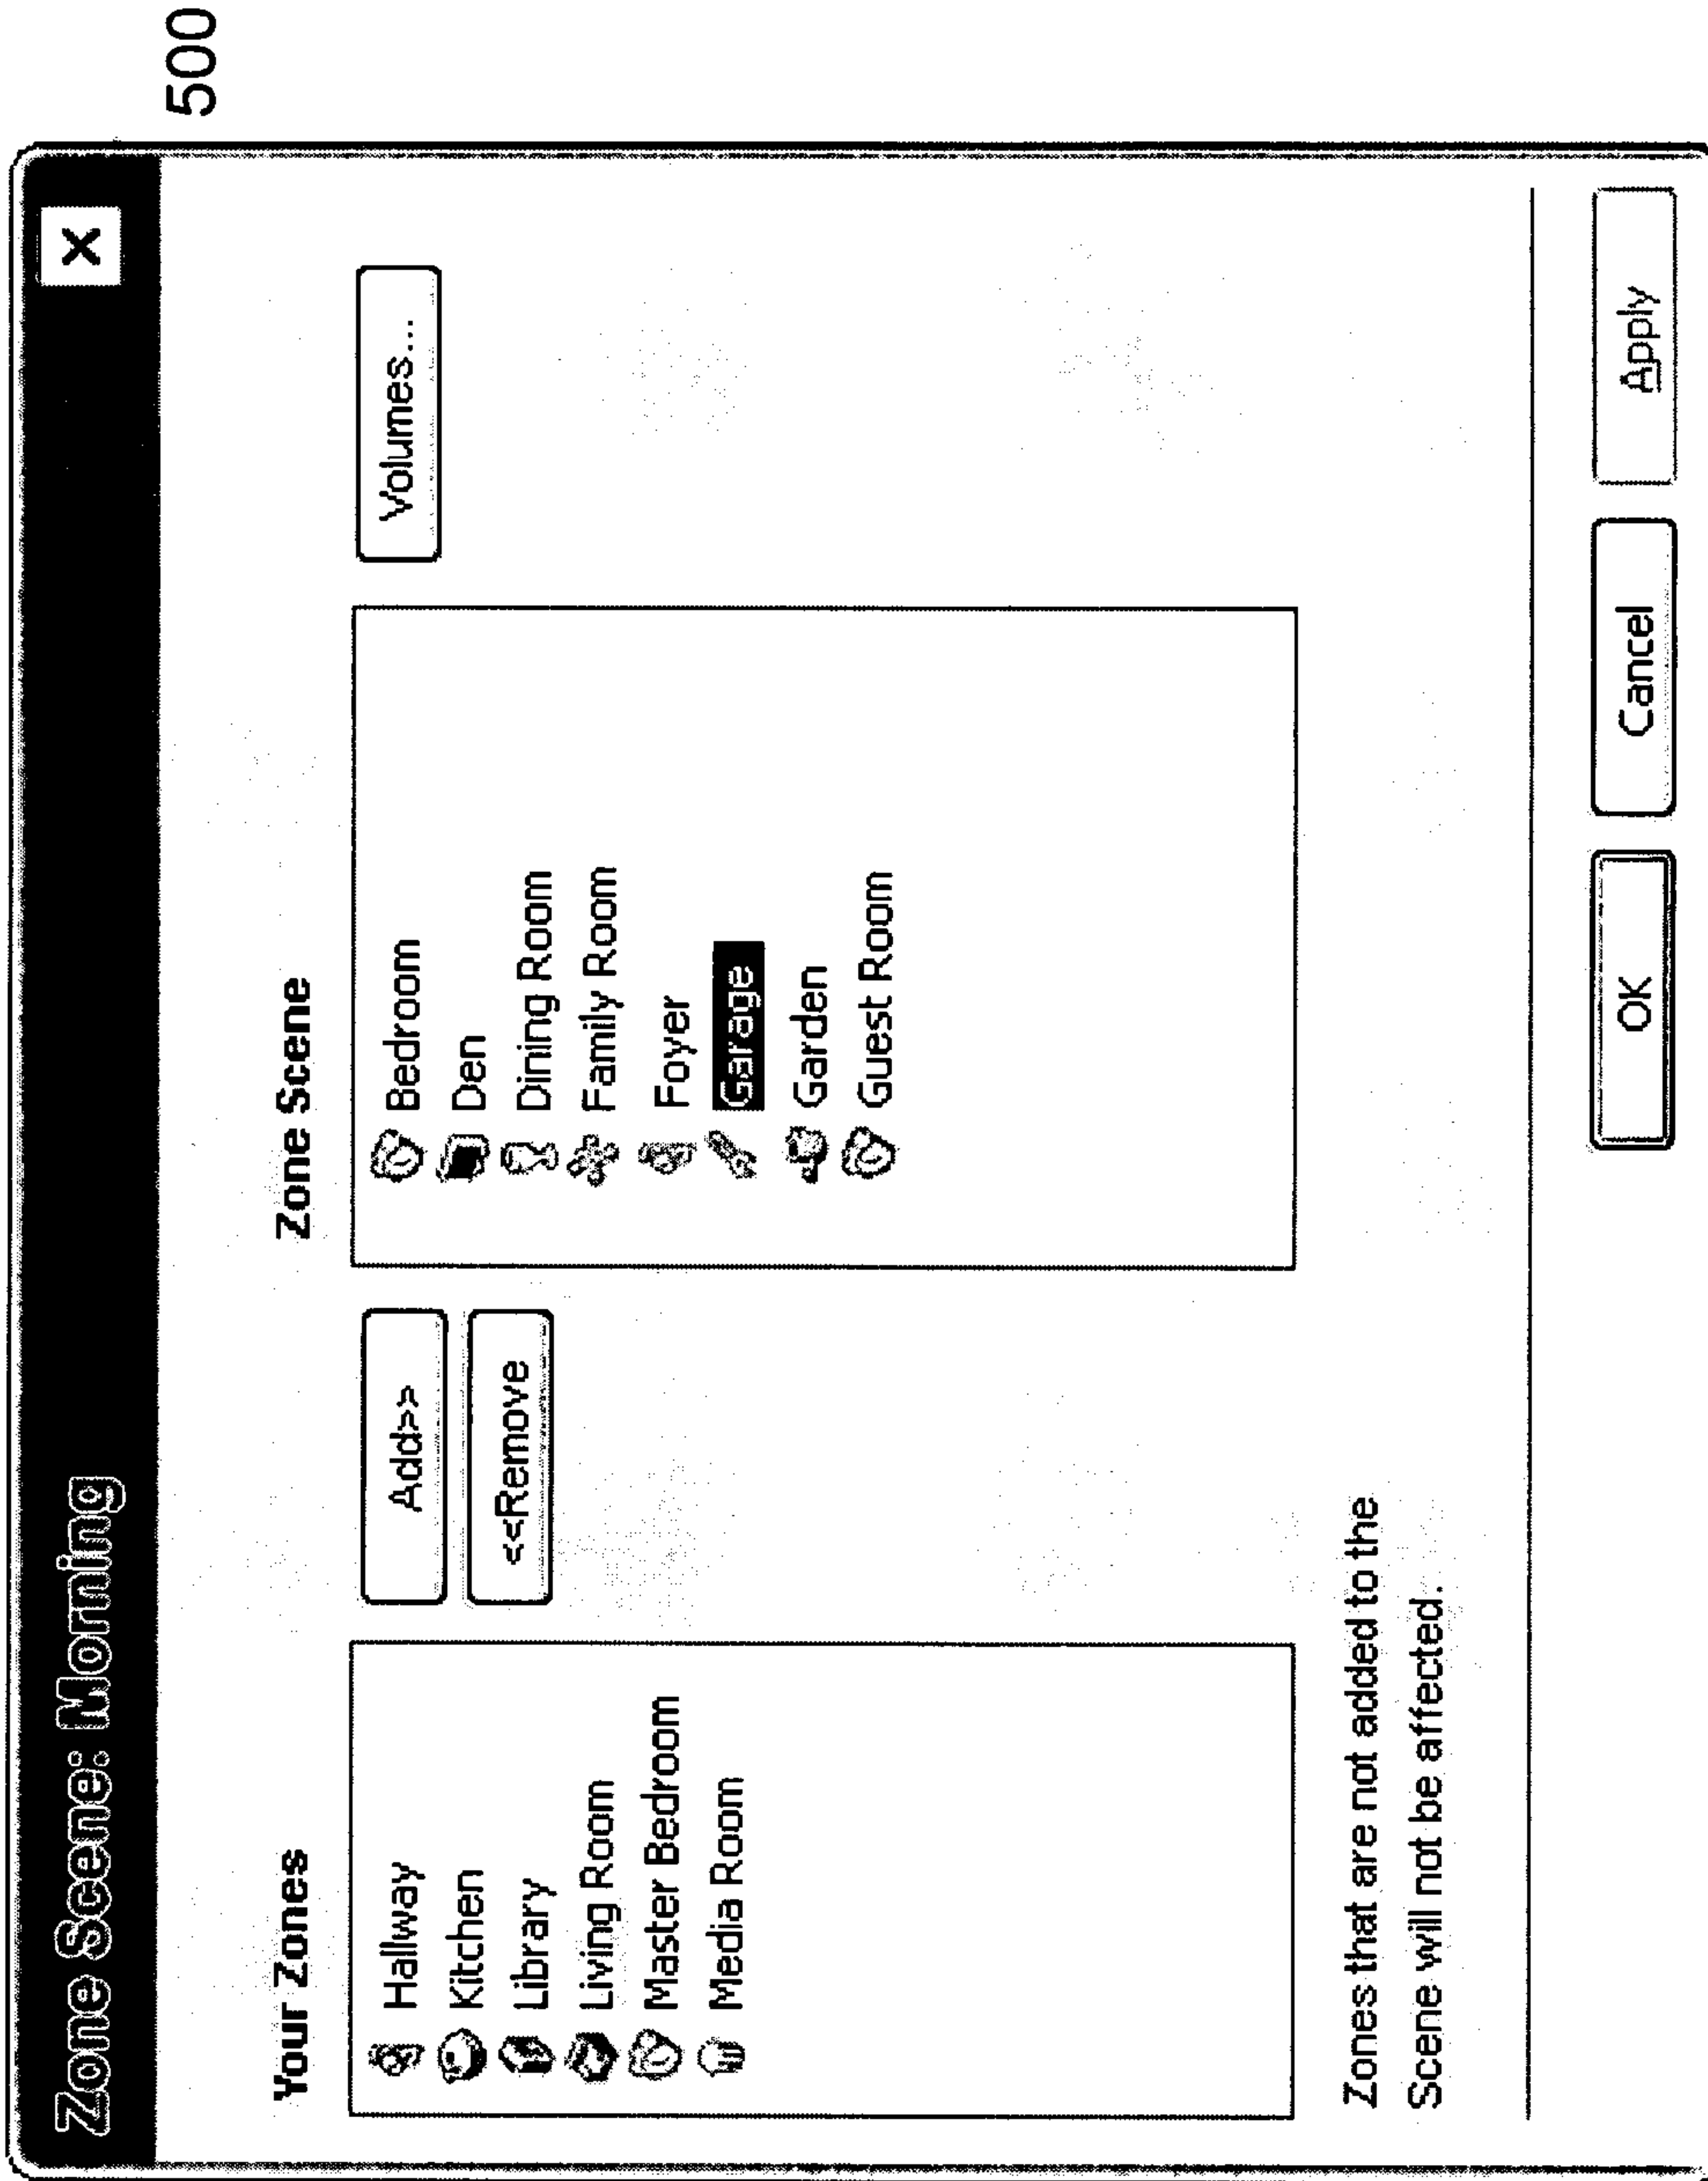 500
Zone Scene: Morning
X
Your Zones
Hallway
Kitchen
Library
Living Room
Master Bedroom
Media Room
Add>>
<<Remove
Zone Scene
Bedroom
Den
Dining Room
Family Room
Foyer
Garage
Garden
Guest Room
Volumes...
Zones that are not added to the
Scene will not be affected.
OK
Cancel
Apply